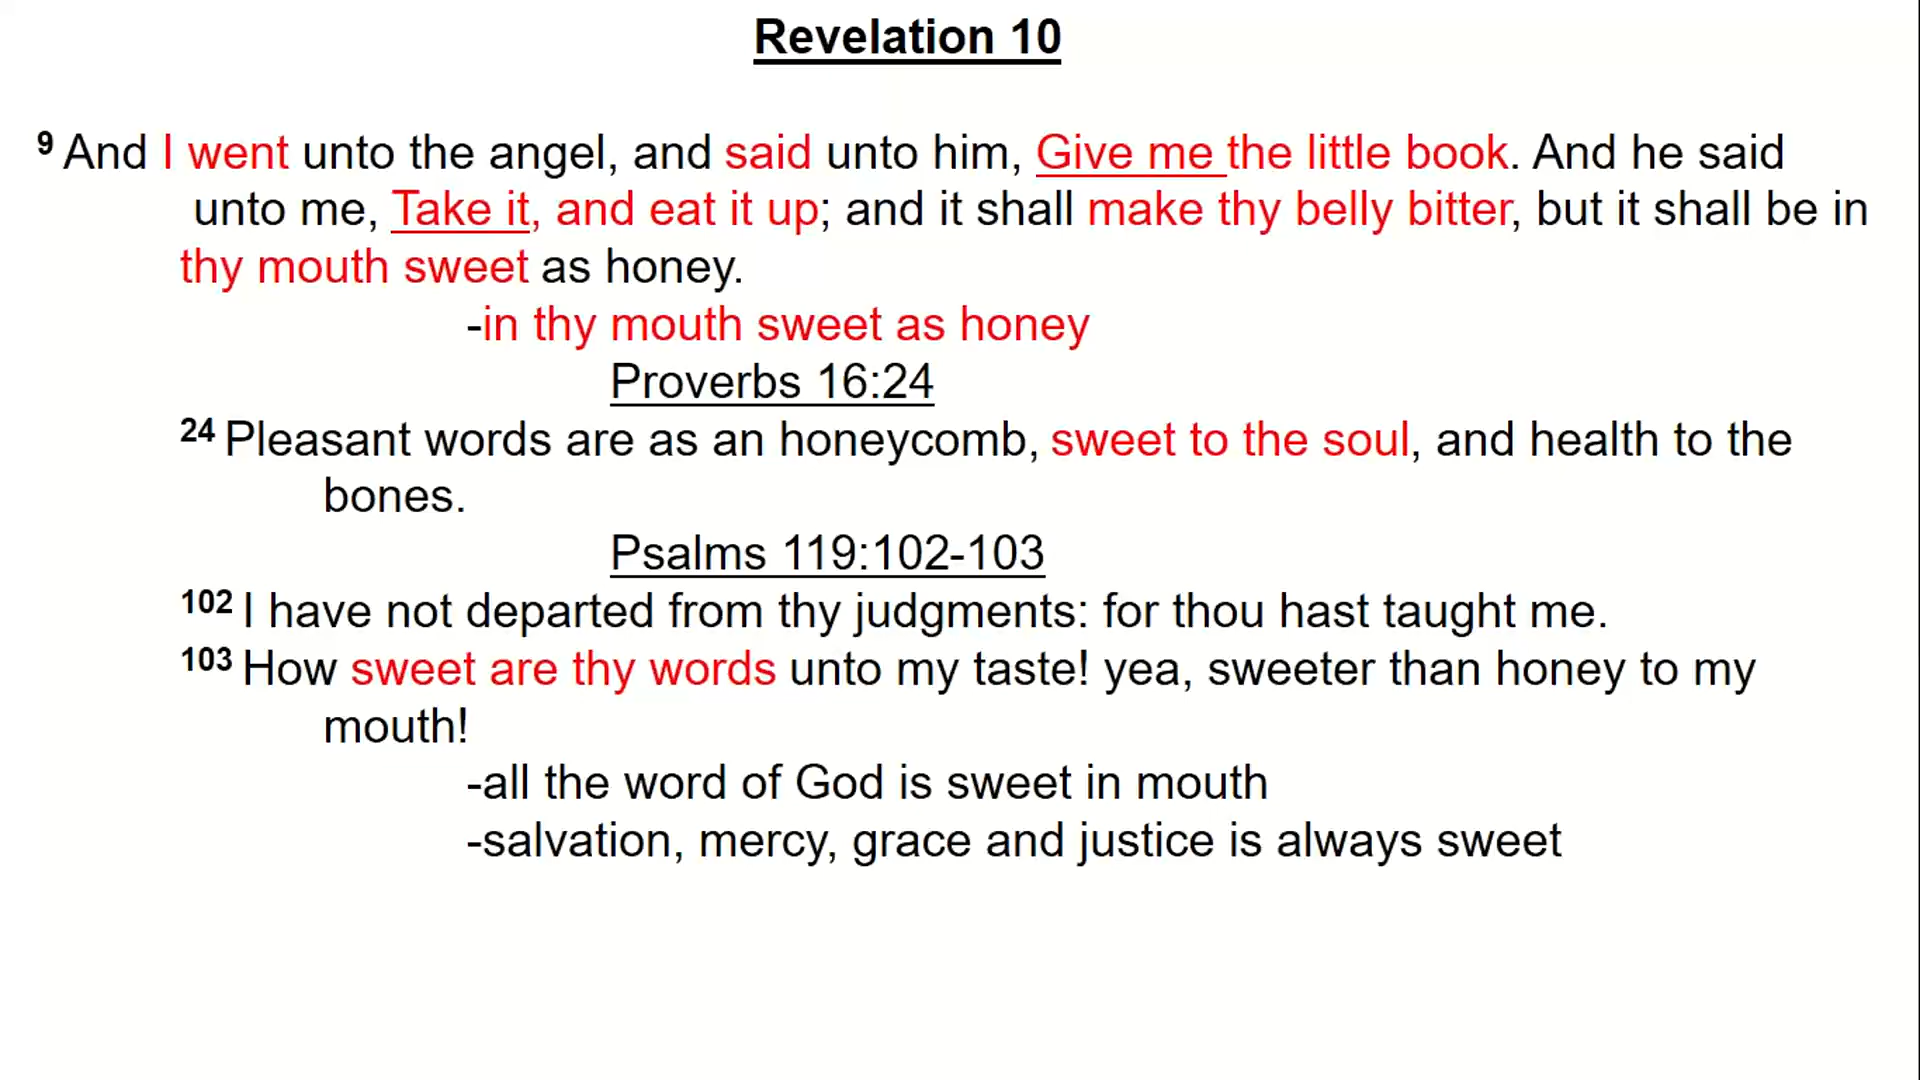 Revelation 10
9 And I went unto the angel, and said unto him, Give me the little book. And he said
unto me, Take it, and eat it up; and it shall make thy belly bitter, but it shall be in
thy mouth sweet as honey.
-in thy mouth sweet as honey
Proverbs 16:24
24 Pleasant words are as an honeycomb, sweet to the soul, and health to the
bones.
Psalms 119:102-103
102 I have not departed from thy judgments: for thou hast taught me.
103 How sweet are thy words unto my taste! yea, sweeter than honey to my
mouth!
-all the word of God is sweet in mouth
-salvation, mercy, grace and justice is always sweet